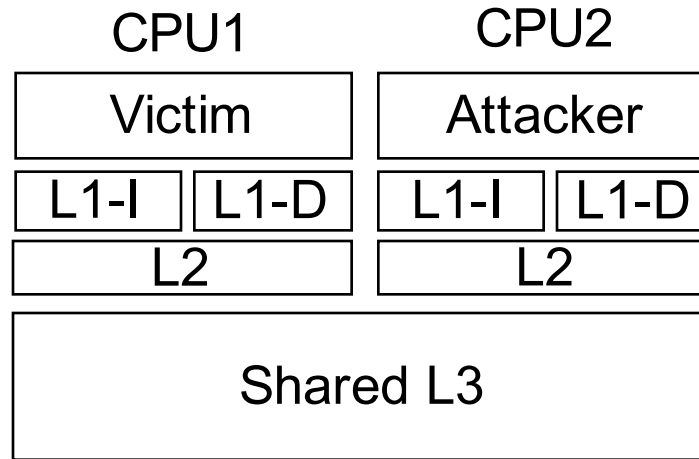 CPU1 CPU2
Victim Attacker
L1-I L1-D L1-I L1-D
L2 L2
Shared L3